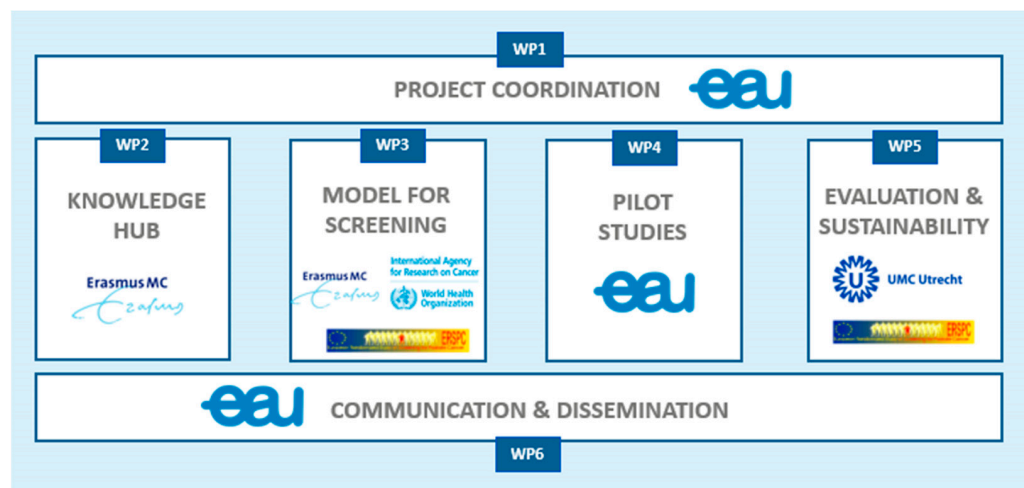 WP1
PROJECT COORDINATION eau
WP2
KNOWLEDGE
HUB
Erasmus MC
Erasmus
WP3
MODEL FOR
SCREENING
Erasmus MC
Erasmus
International Agency
for Research on Cancer
World Health
Organization
ERSPC
WP4
PILOT
STUDIES
eau
WP5
EVALUATION &
SUSTAINABILITY
U
UMC Utrecht
ERSPC
eau COMMUNICATION & DISSEMINATION
WP6